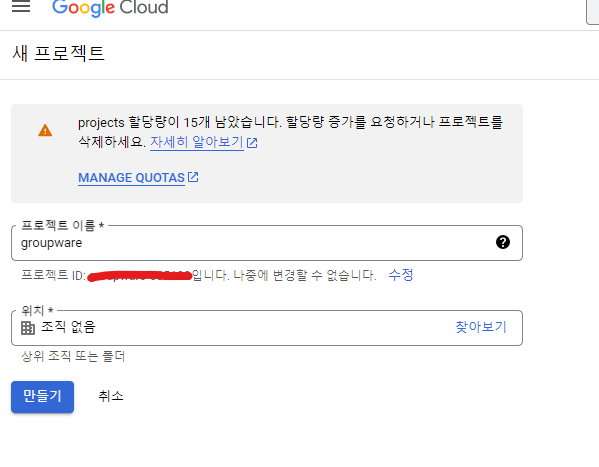 Google Cloud
새 프로젝트
projects 할당량이 15개 남았습니다. 할당량 증가를 요청하거나 프로젝트를
삭제하세요. 자세히 알아보기
MANAGE QUOTAS
프로젝트 이름 *
groupware
프로젝트 ID: 입니다. 나중에 변경할 수 없습니다. 수정
위치 *
조직 없음 찾아보기
상위 조직 또는 폴더
만들기 취소